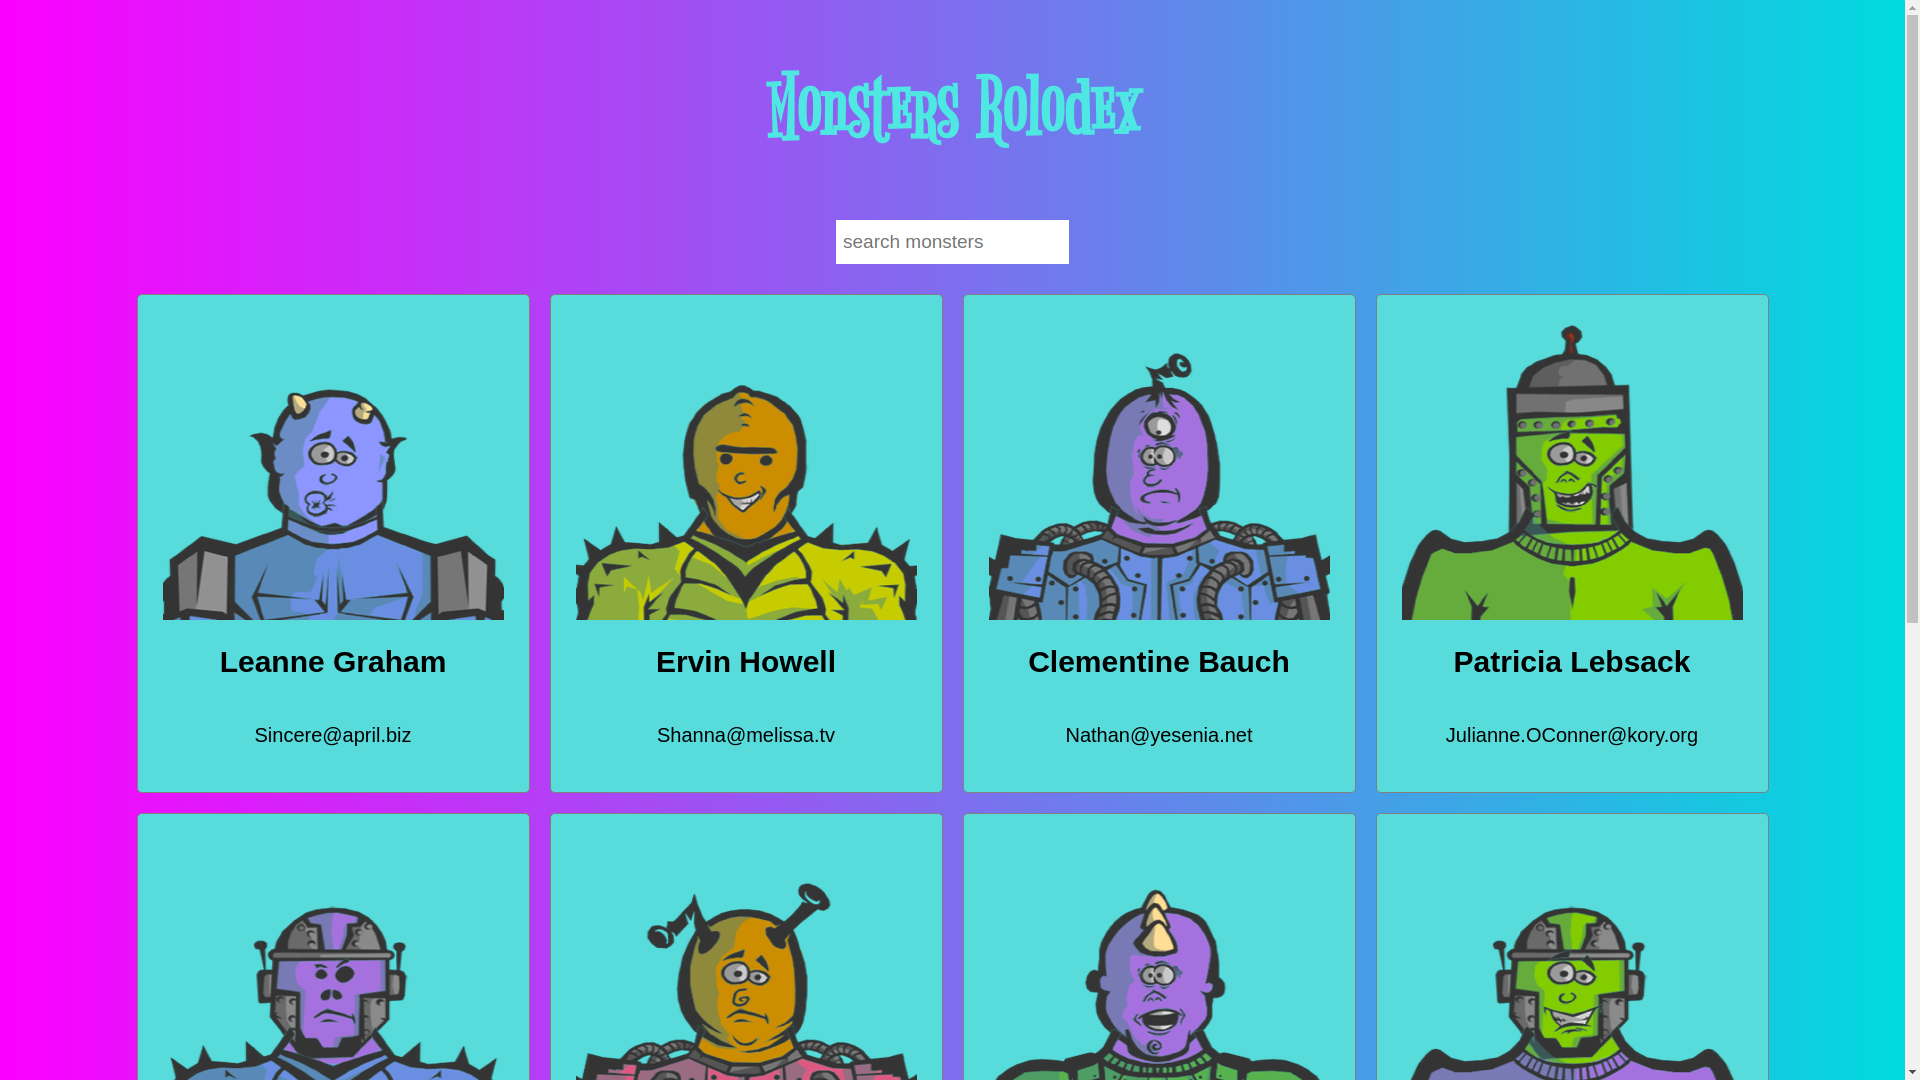 Monsters Rolodex
search monsters
Leanne Graham
Ervin Howell
Clementine Bauch
Patricia Lebsack
Sincere@april.biz
Shanna@melissa.tv
Nathan@yesenia.net
Julianne.OConner@kory.org